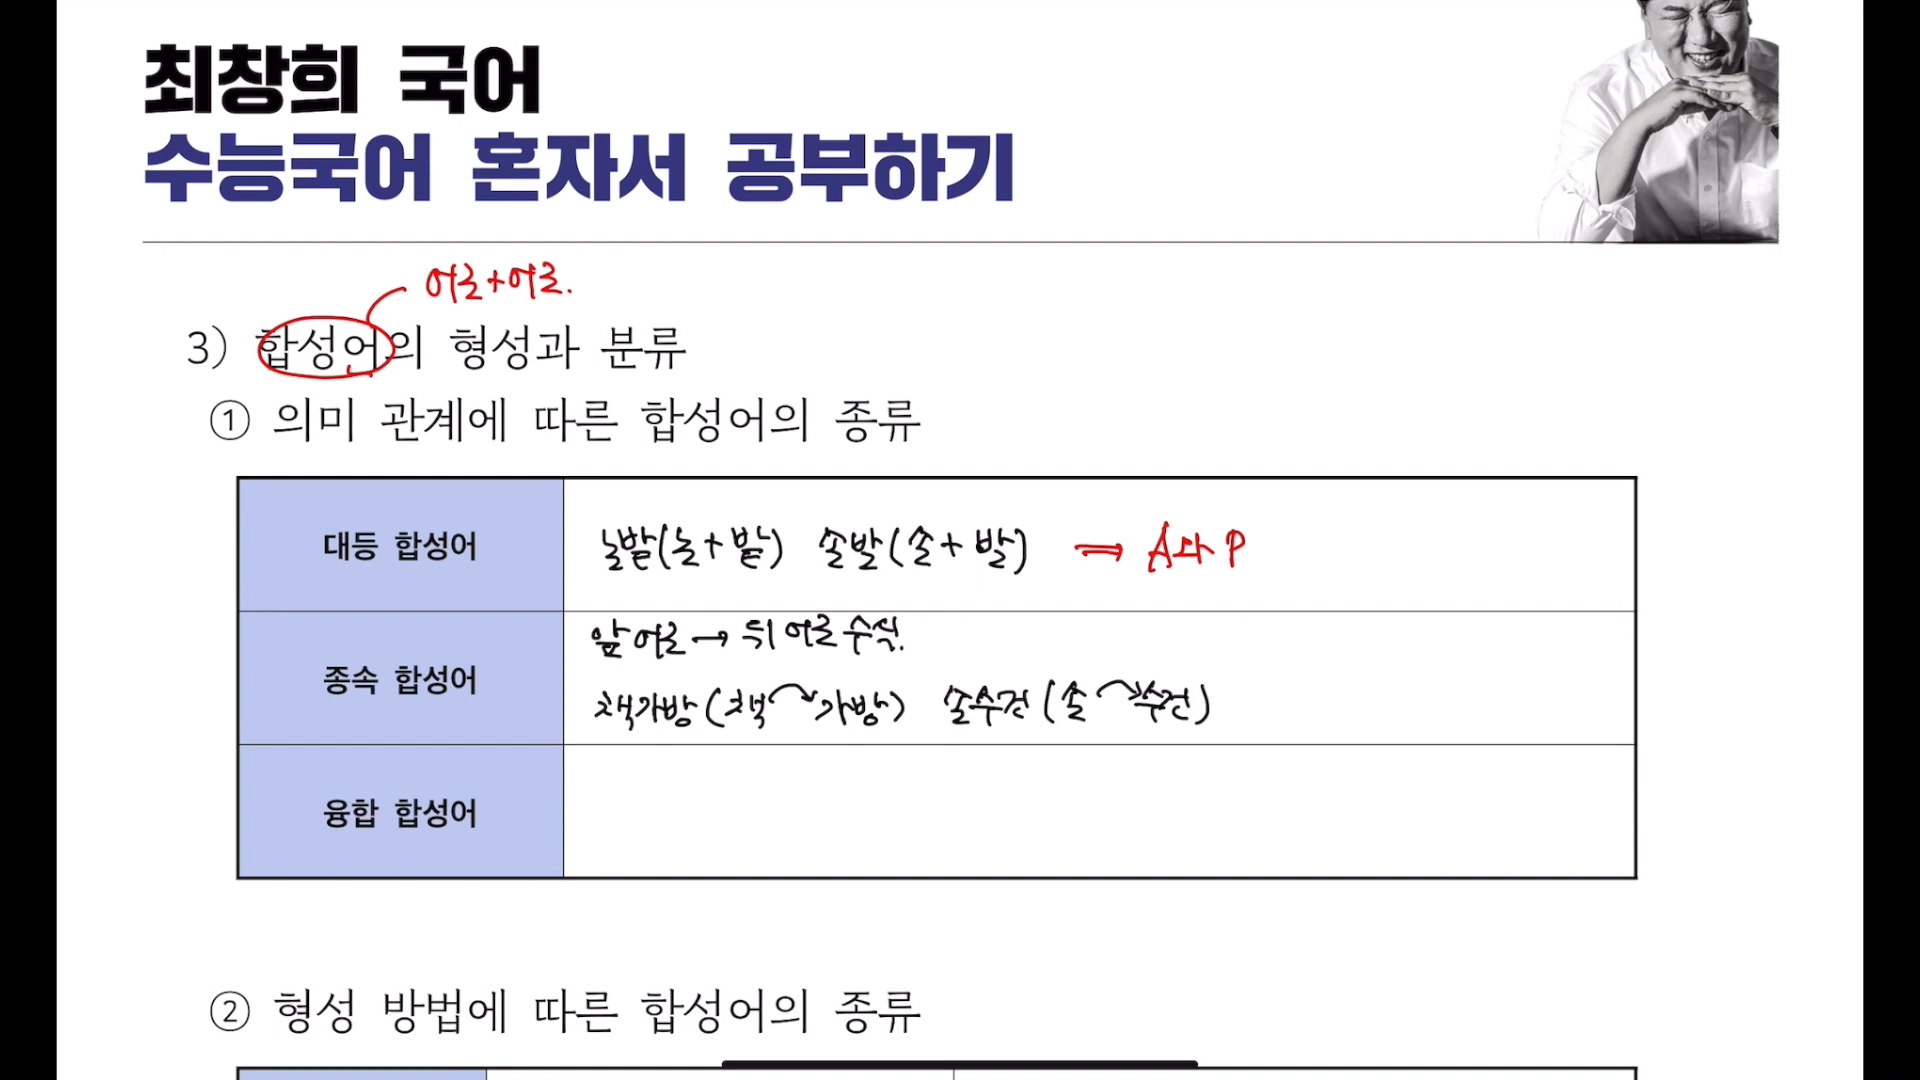 최창희 국어
수능국어 혼자서 공부하기
어근+어근.
3) 합성어의 형성과 분류
① 의미 관계에 따른 합성어의 종류
대등 합성어
논밭(논+밭) 손발(손+발) ⇒ A와 P
종속 합성어
앞 어근→뒤 어근 수식.
책가방(책 가방) 손수건(손 수건)
융합 합성어
② 형성 방법에 따른 합성어의 종류